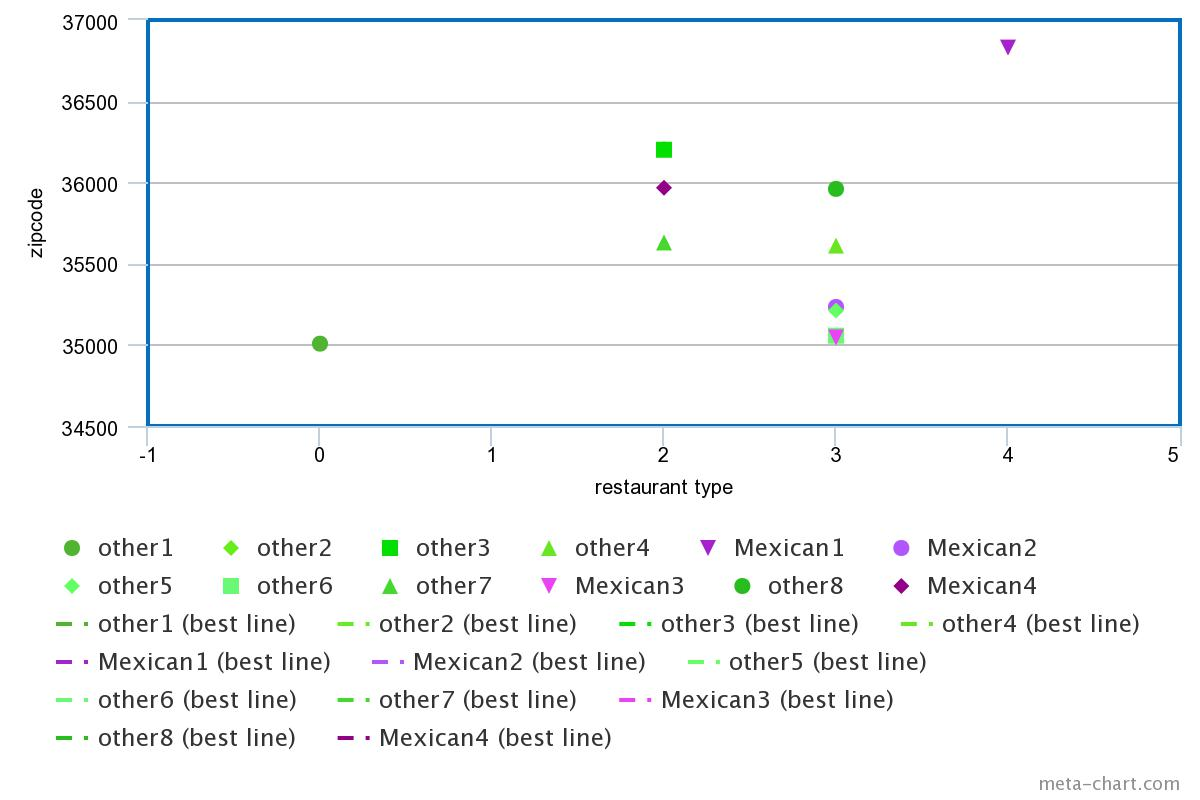 37000
36500
36000
35500
35000
34500
zipcode
-1 0 1 2 3 4 5
restaurant type
other1 other2 other3 other4 Mexican1 Mexican2
other5 other6 other7 Mexican3 other8 Mexican4
other1 (best line) other2 (best line) other3 (best line) other4 (best line)
Mexican1 (best line) Mexican2 (best line) other5 (best line)
other6 (best line) other7 (best line) Mexican3 (best line)
other8 (best line) Mexican4 (best line)
meta-chart.com